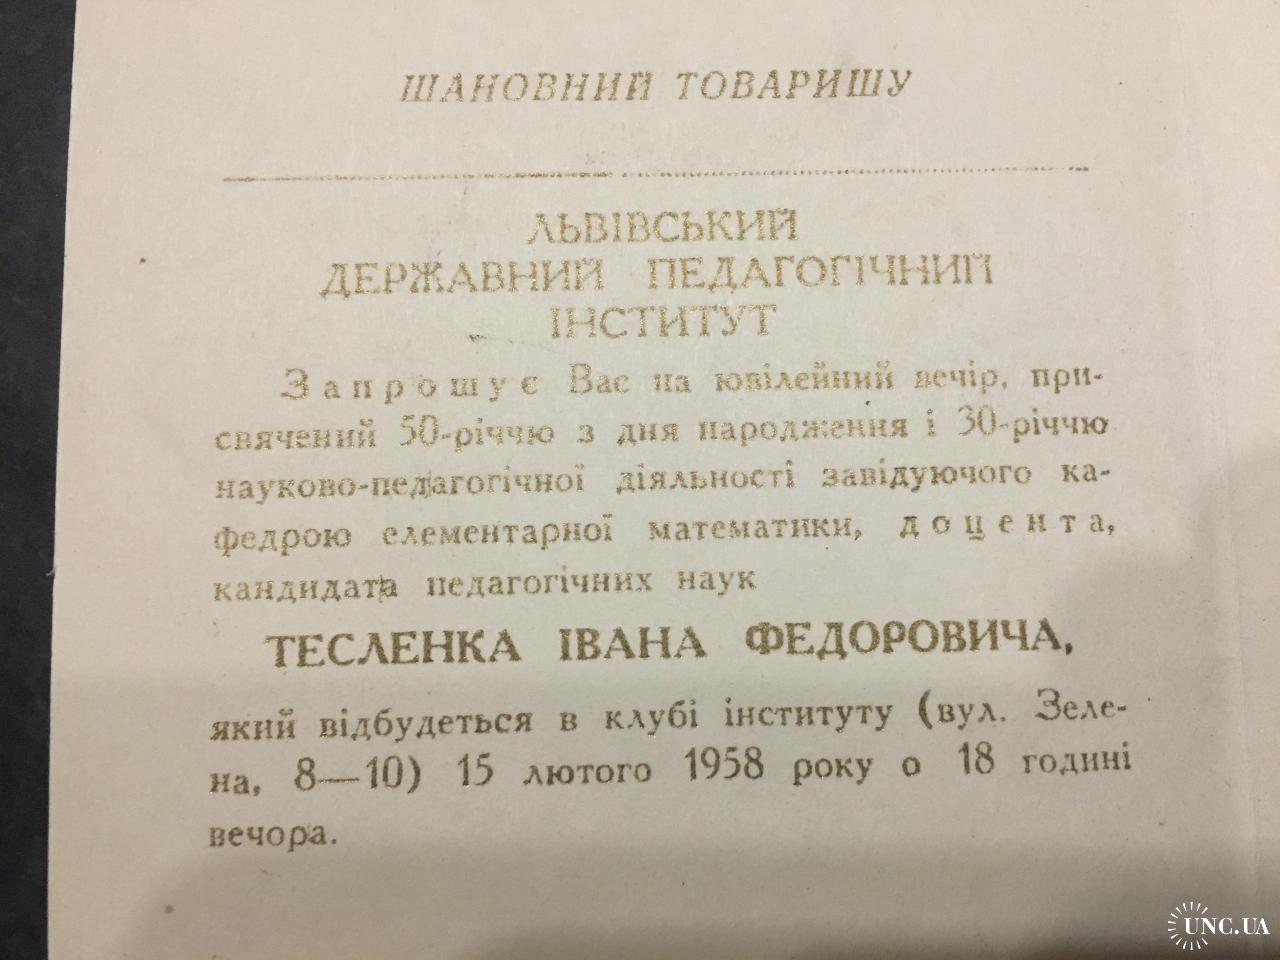 ШАНОВНИЙ ТОВАРИШУ
ЛЬВІВСЬКИЙ
ДЕРЖАВНИЙ ПЕДАГОГІЧНИЙ
ІНСТИТУТ
Запрошує Вас на ювілейний вечір, при-
свячений 50-річчю з дня народження і 30-річчю
науково-педагогічної діяльності завідуючого ка-
федрою елементарної математики, доцента,
кандидата педагогічних наук
ТЕСЛЕНКА ІВАНА ФЕДОРОВИЧА,
який відбудеться в клубі інституту (вул. Зеле-
на, 8—10) 15 лютого 1958 року о 18 годині
вечора.
UNC.UA